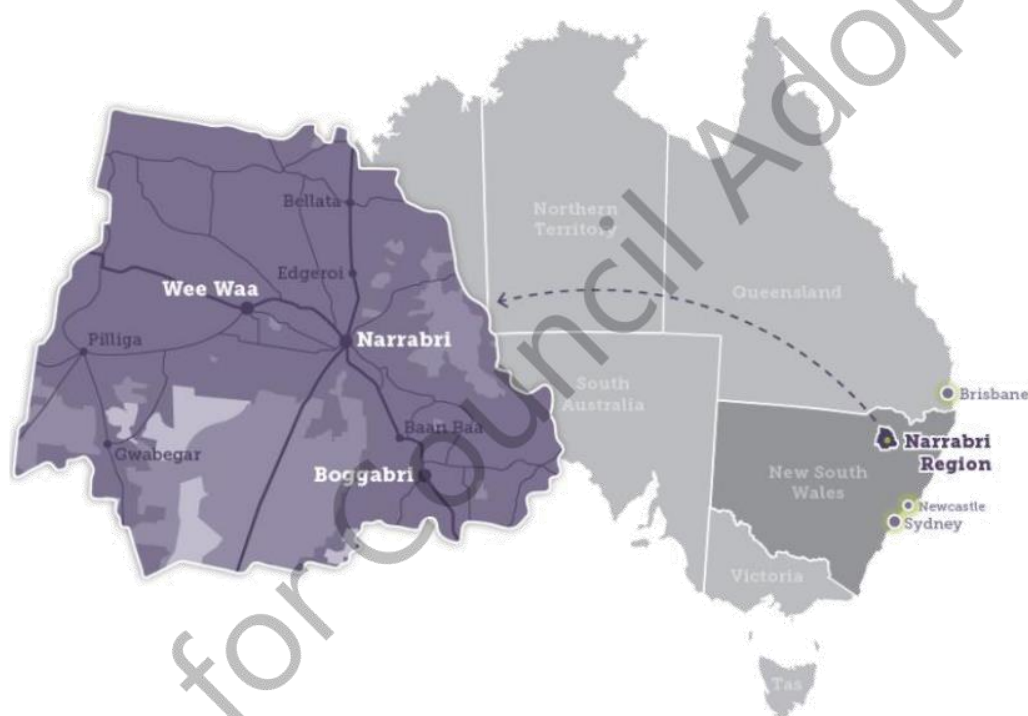 Bellata
Edgeroi
Wee Waa
Narrabri
Pilliga
Baan Baa
Gwabegar
Boggabri
Northern
Territory
Queensland
South
Australia
Brisbane
Narrabri
Region
New South
Wales
Newcastle
Sydney
Victoria
Tas
for Council Adop